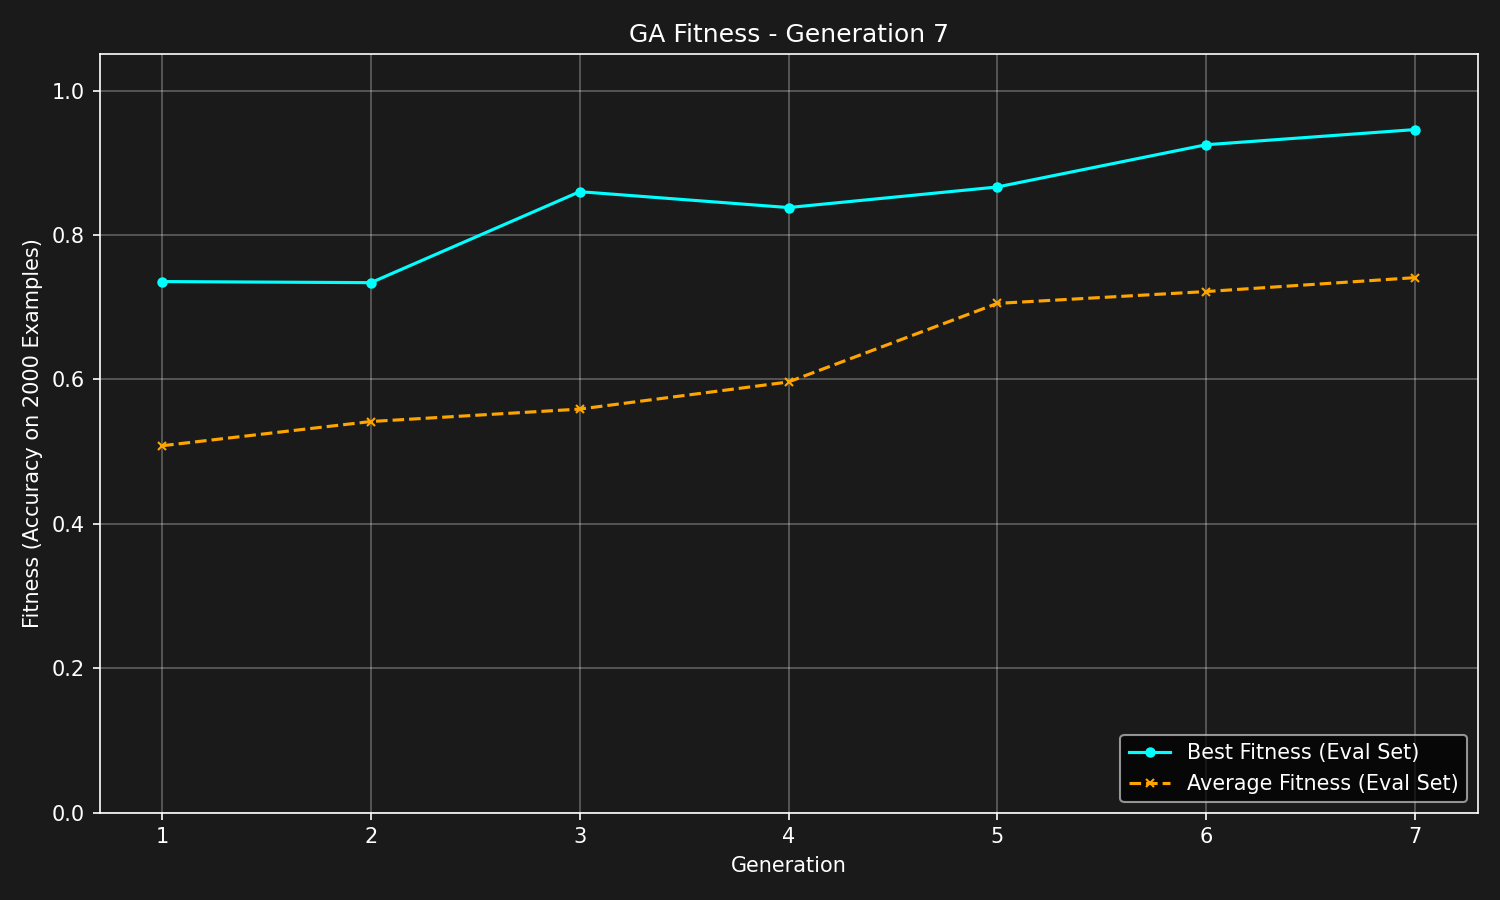 GA Fitness - Generation 7
Fitness (Accuracy on 2000 Examples)
1.0
0.8
0.6
0.4
0.2
0.0
1 2 3 4 5 6 7
Generation
Best Fitness (Eval Set)
Average Fitness (Eval Set)